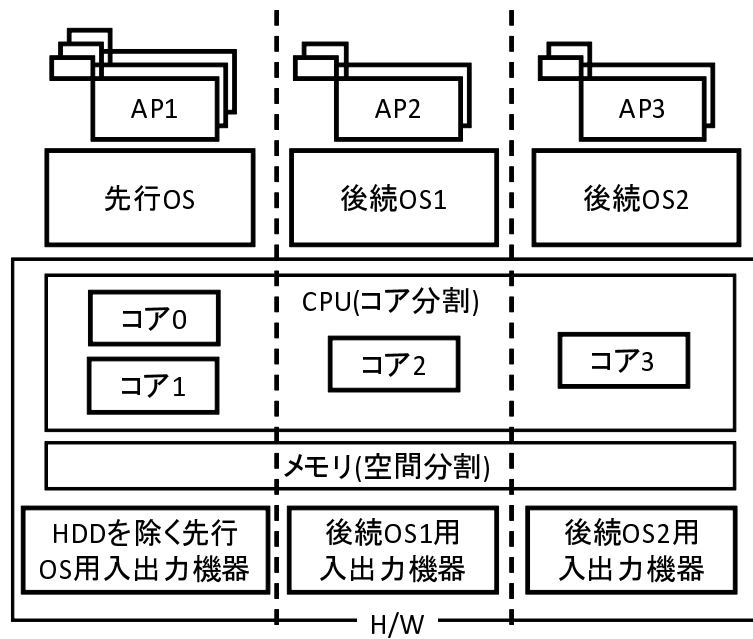 AP1
AP2
AP3
先行OS
後続OS1
後続OS2
CPU(コア分割)
コア0
コア1
コア2
コア3
メモリ(空間分割)
HDDを除く先行
OS用入出力機器
後続OS1用
入出力機器
後続OS2用
入出力機器
H/W